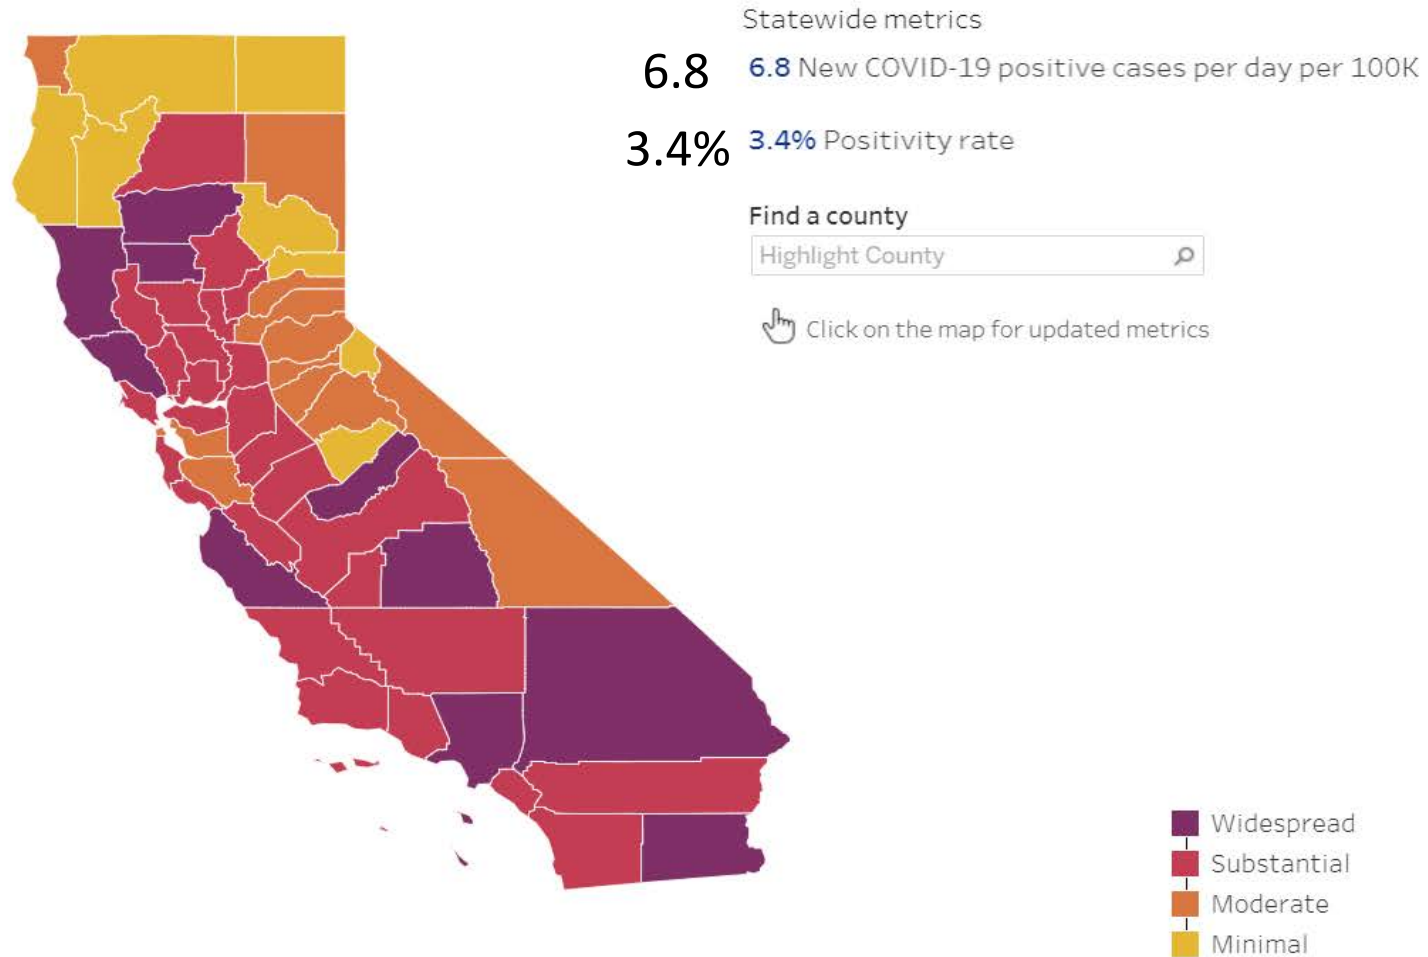 Statewide metrics
6.8
6.8 New COVID-19 positive cases per day per 100K
3.4%
3.4% Positivity rate
Find a county
Highlight County
Click on the map for updated metrics
Widespread
Substantial
Moderate
Minimal